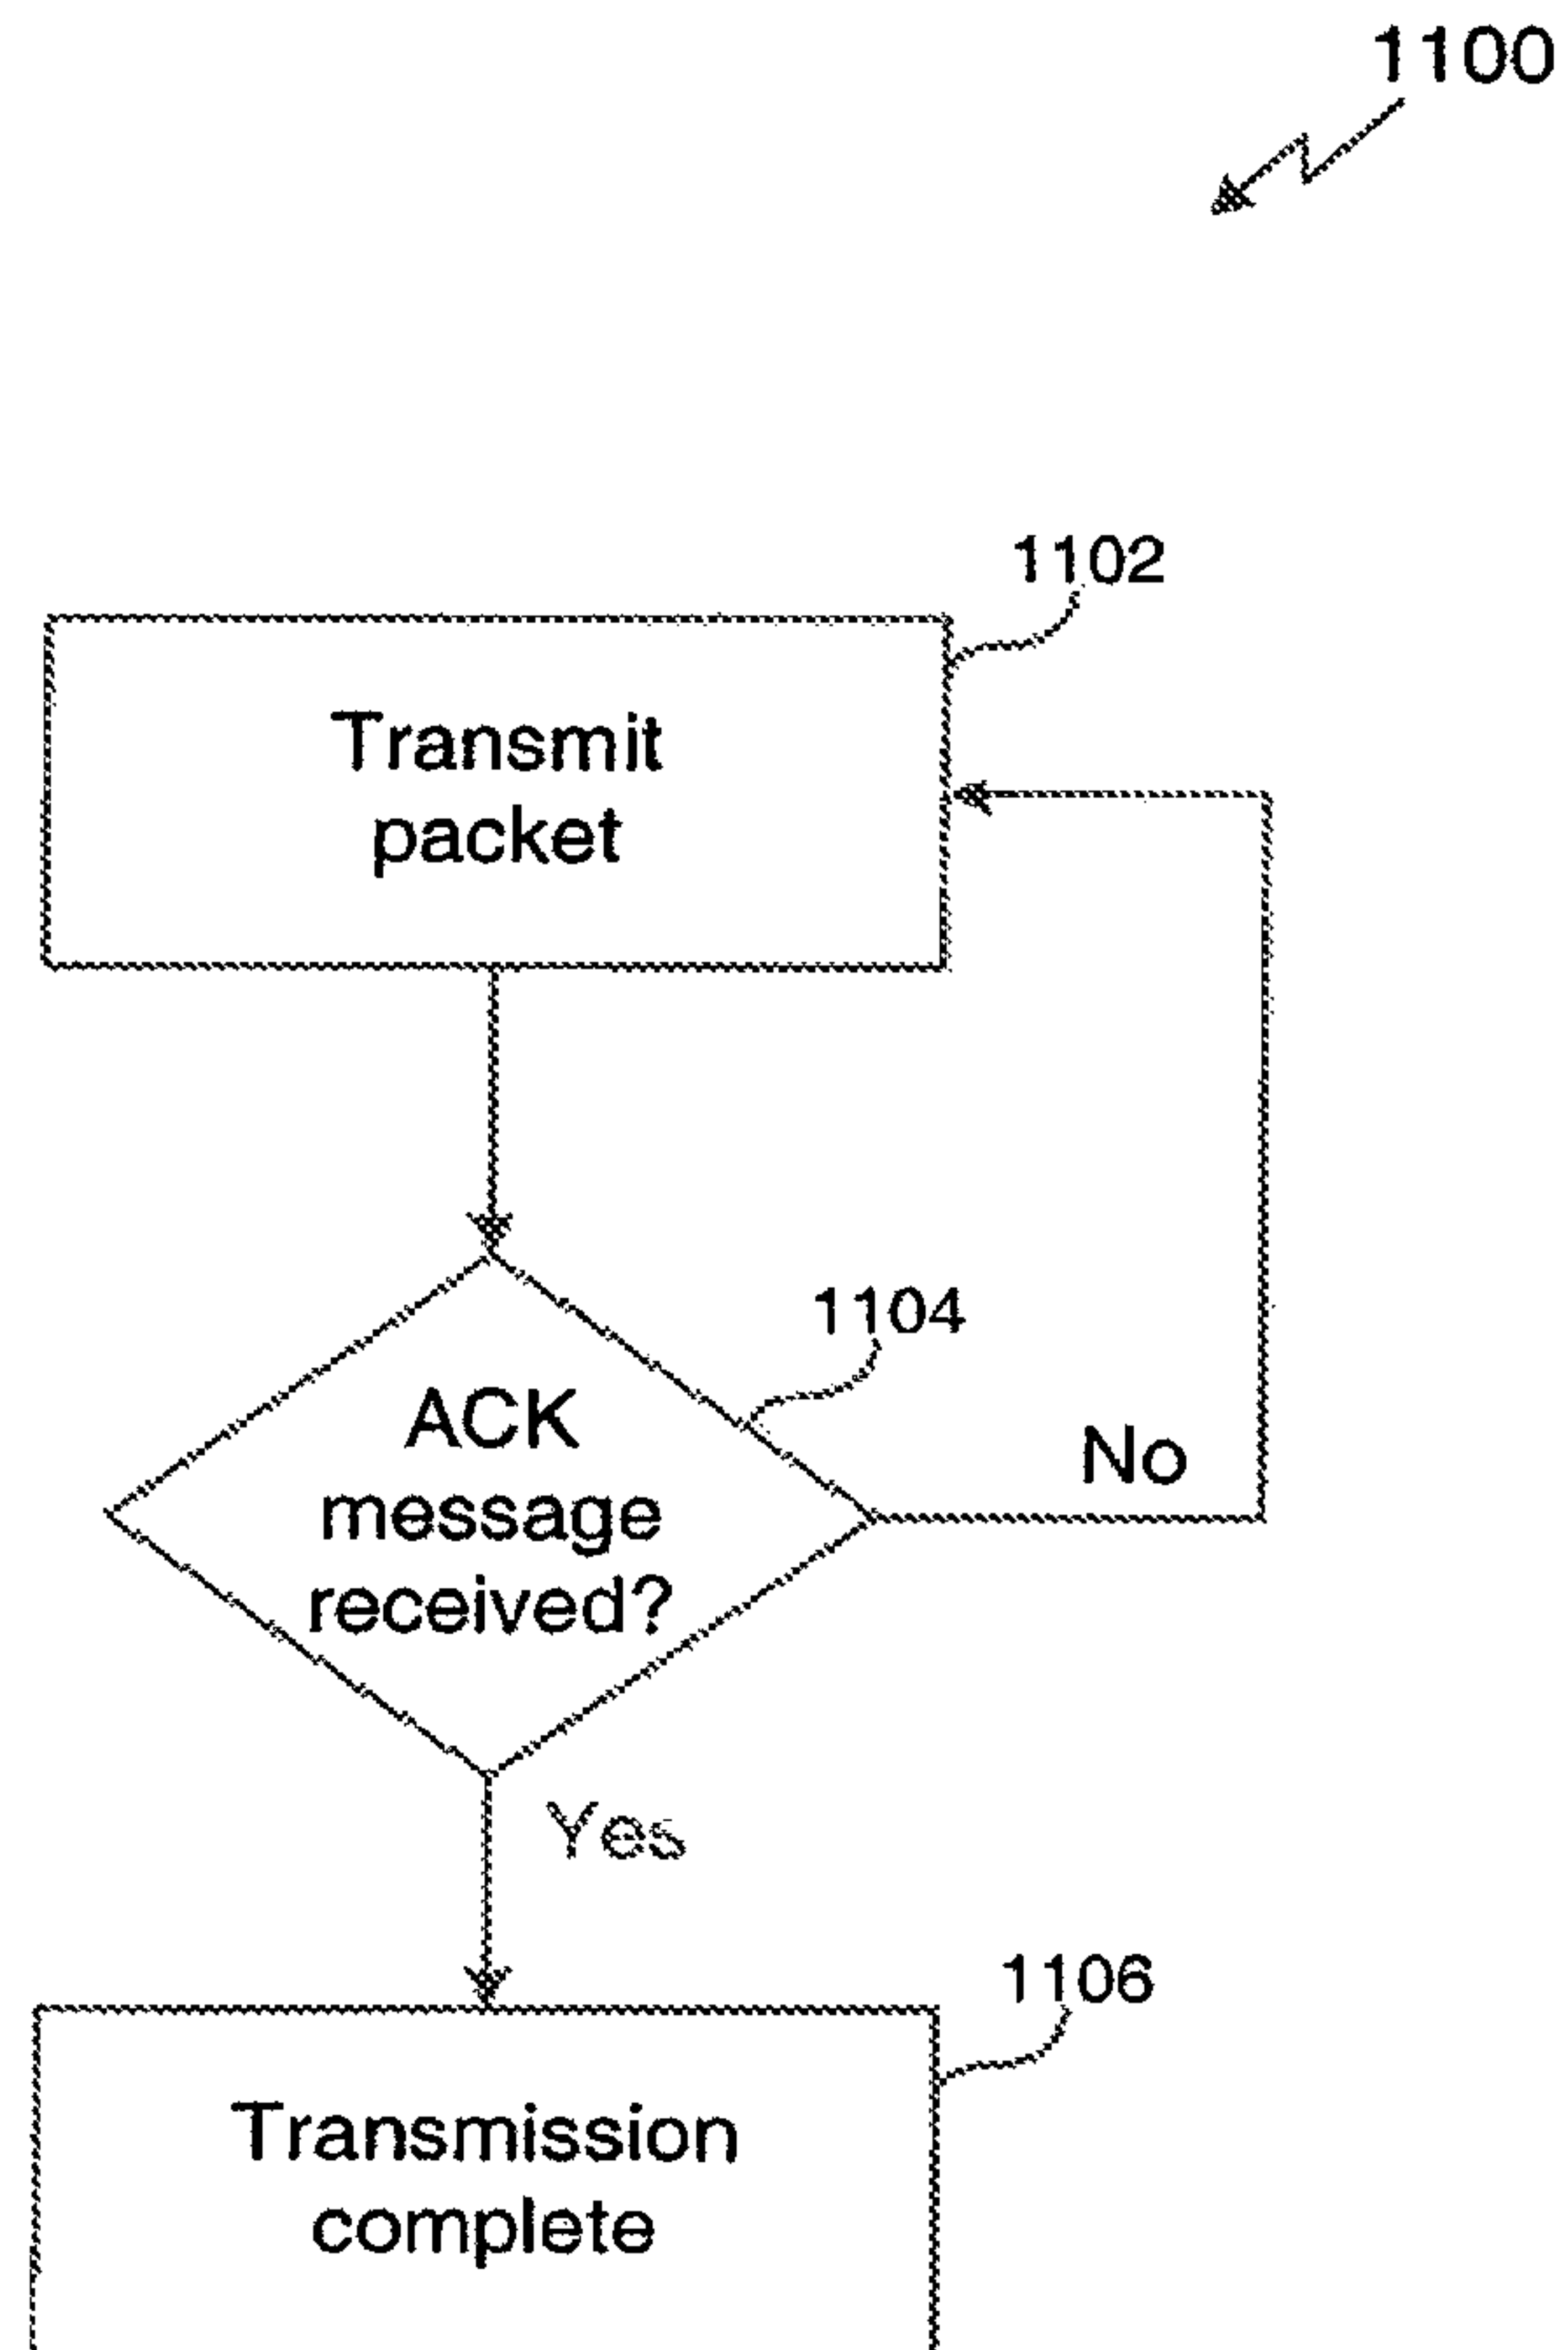 1100
1102
Transmit
packet
1104
ACK
message
received?
No
Yes
1106
Transmission
complete